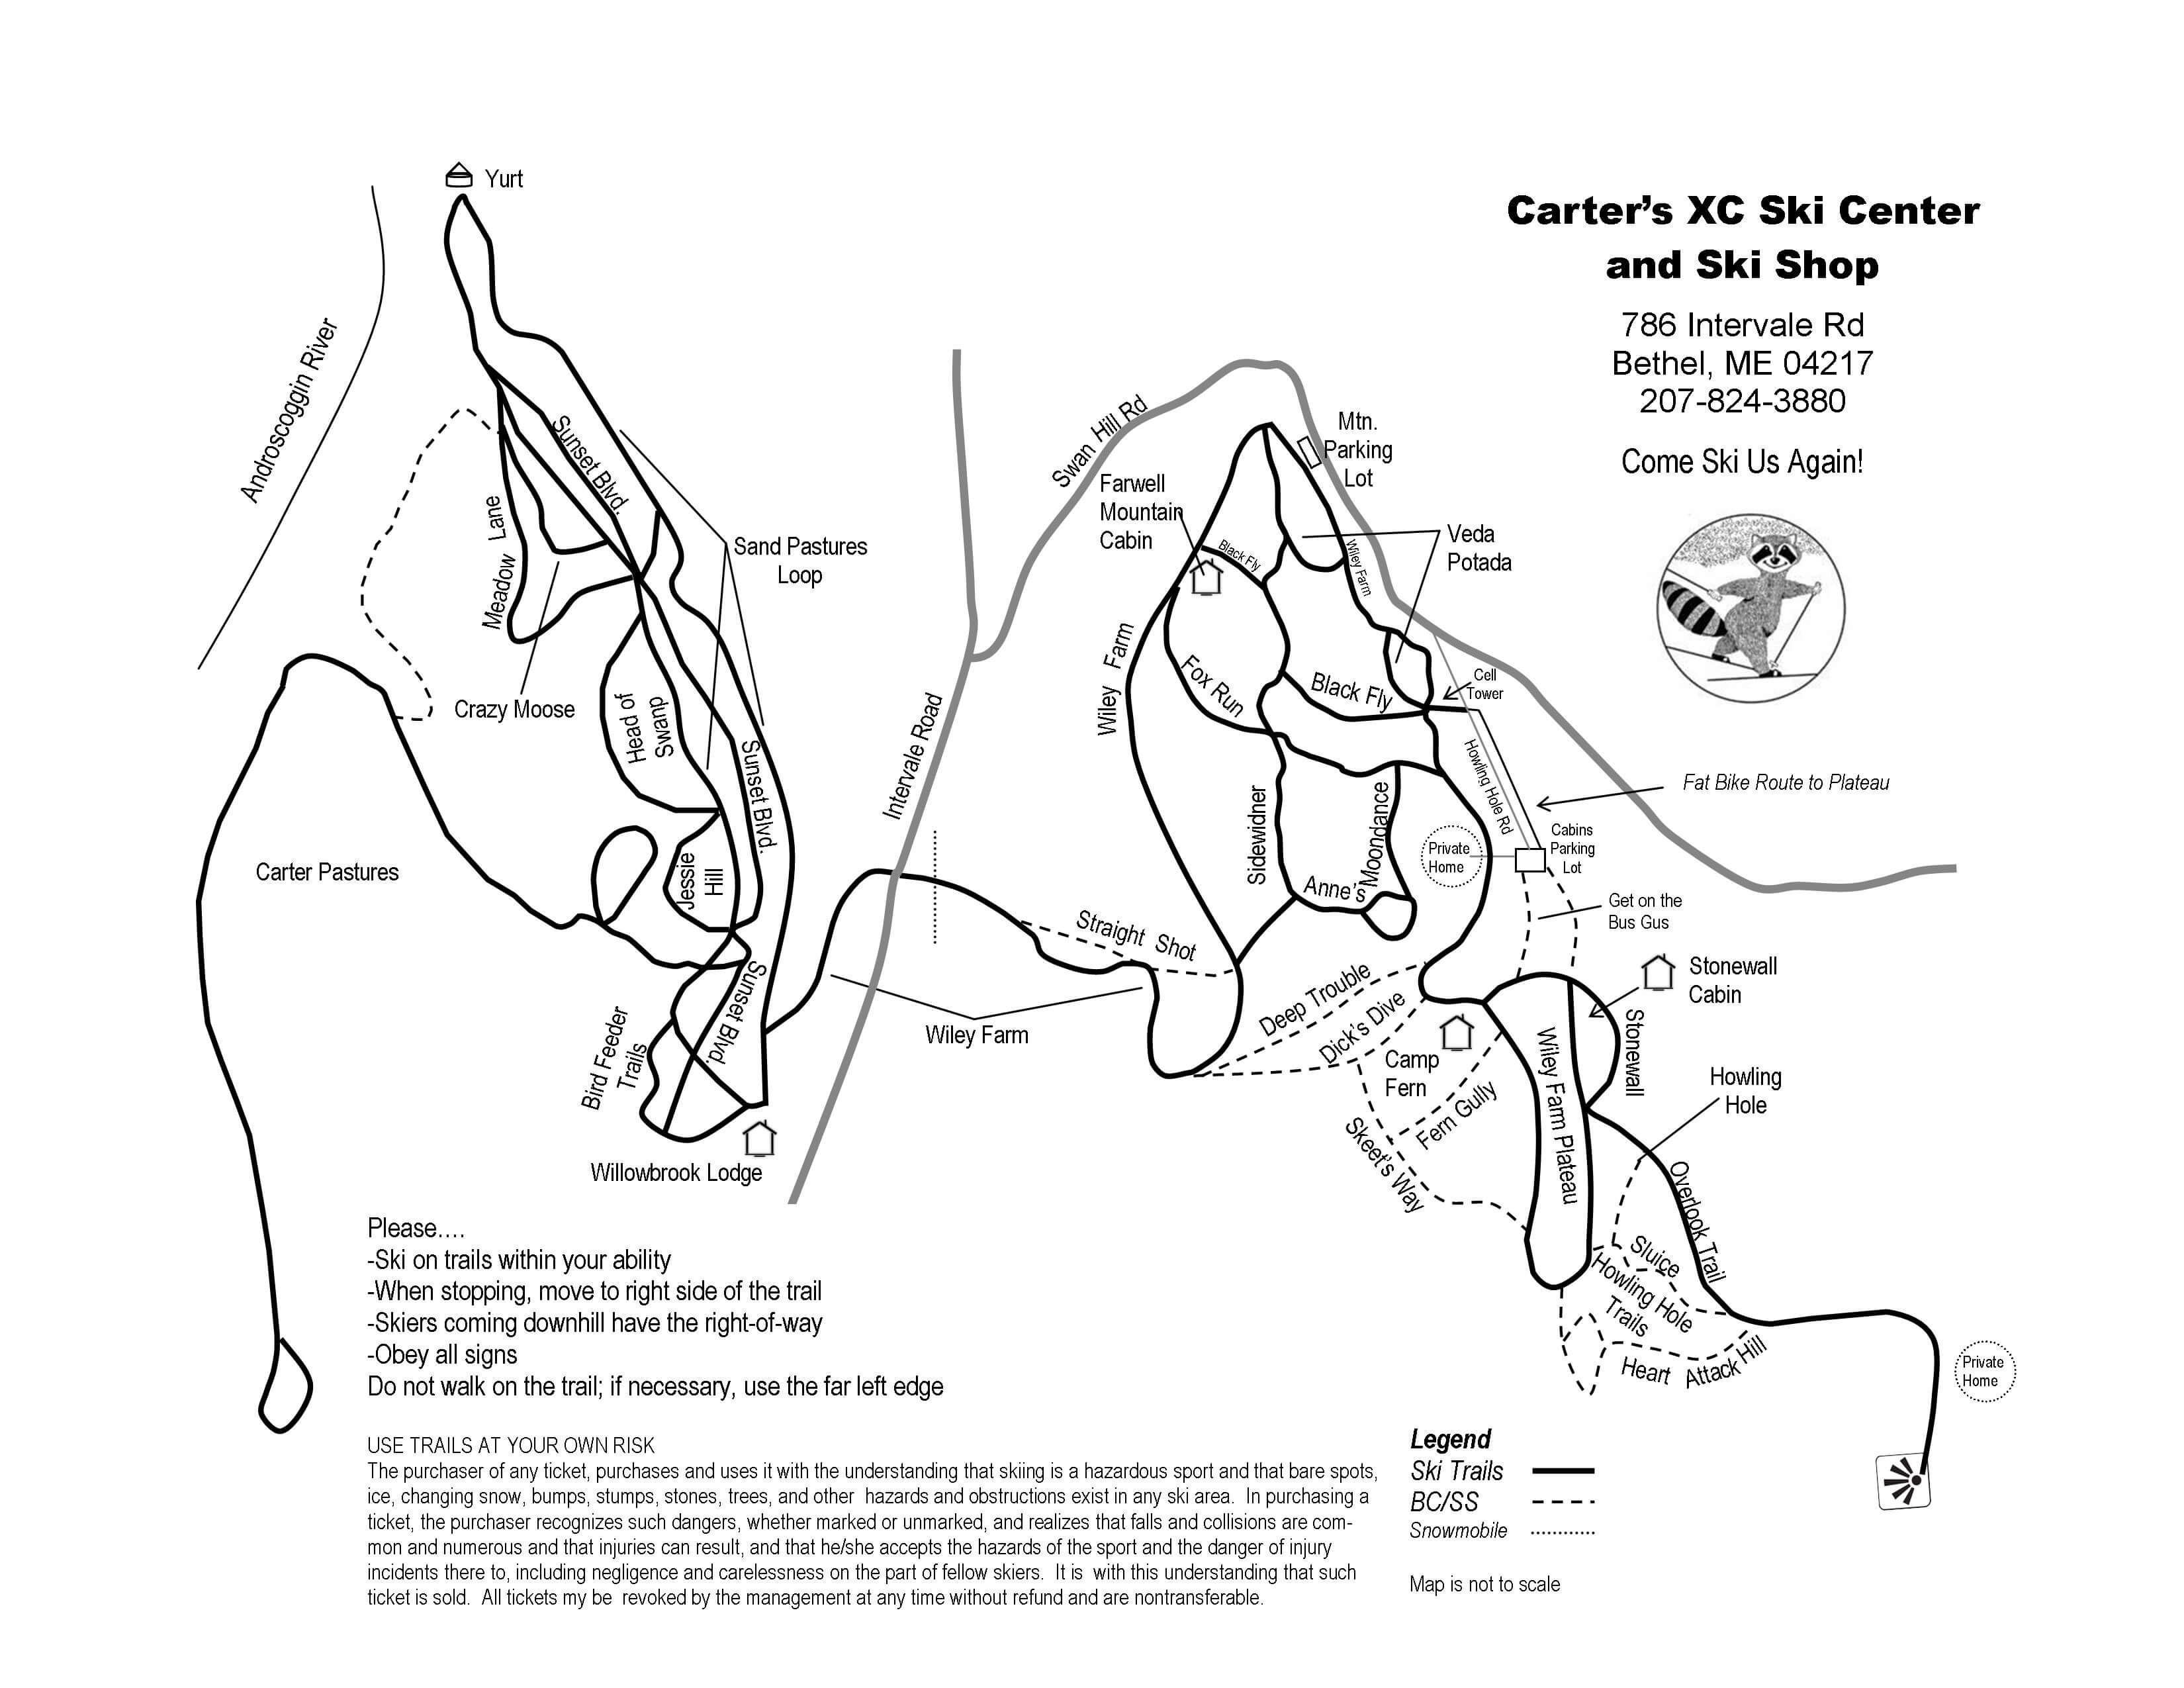 Yurt
Carter's XC Ski Center
and Ski Shop
786 Intervale Rd
Bethel, ME 04217
207-824-3880
Come Ski Us Again!
Androscoggin River
Swan Hill Rd
Mtn.
Parking
Lot
Farwell
Mountain
Cabin
Sunset Blvd.
Meadow Lane
Sand Pastures
Loop
Black Fly
Wiley Farm
Veda
Potada
Crazy Moose
Head of
Swand
Wiley Farm
Fox Run
Black Fly
Cell
Tower
Intervale Road
Sunset Blvd.
Howling Hole Rd
Fat Bike Route to Plateau
Sidewidner
Moondance
Anne's
Private
Home
Cabins
Parking
Lot
Carter Pastures
Jessie
Hill
Get on the
Bus Gus
Straight Shot
Stonewall
Cabin
Sunset Blvd.
Bird Feeder
Trails
Wiley Farm
Deep Trouble
Dick's Dive
Camp
Fern
Fern Gully
Skeet's Way
Wiley Farm Plateau
Stonewall
Howling
Hole
Overlook Trail
Sluice
Howling Hole
Trails
Heart Attack Hill
Private
Home
Willowbrook Lodge
Please....
-Ski on trails within your ability
-When stopping, move to right side of the trail
-Skiers coming downhill have the right-of-way
-Obey all signs
Do not walk on the trail; if necessary, use the far left edge
USE TRAILS AT YOUR OWN RISK
The purchaser of any ticket, purchases and uses it with the understanding that skiing is a hazardous sport and that bare spots,
ice, changing snow, bumps, stumps, stones, trees, and other hazards and obstructions exist in any ski area. In purchasing a
ticket, the purchaser recognizes such dangers, whether marked or unmarked, and realizes that falls and collisions are com-
mon and numerous and that injuries can result, and that he/she accepts the hazards of the sport and the danger of injury
incidents there to, including negligence and carelessness on the part of fellow skiers. It is with this understanding that such
ticket is sold. All tickets my be revoked by the management at any time without refund and are nontransferable.
Legend
Ski Trails
BC/SS
Snowmobile
Map is not to scale